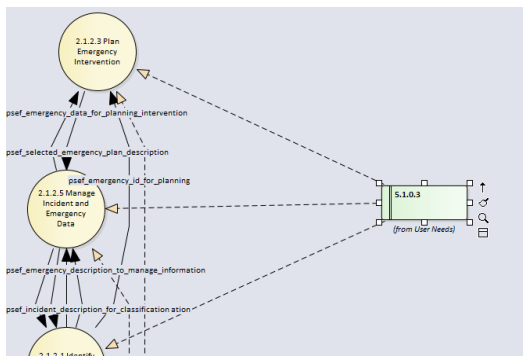 2.1.2.3 Plan
Emergency
Intervention
psef_emergency_data_for_planning_intervention
psef_selected_emergency_plan_description
psef_emergency_id_for_planning
5.1.0.3
(from User Needs)
2.1.2.5 Manage
Incident and
Emergency
Data
psef_emergency_description_to_manage_information
psef_incident_description_for_classification ation
2.1.2.1 Identify